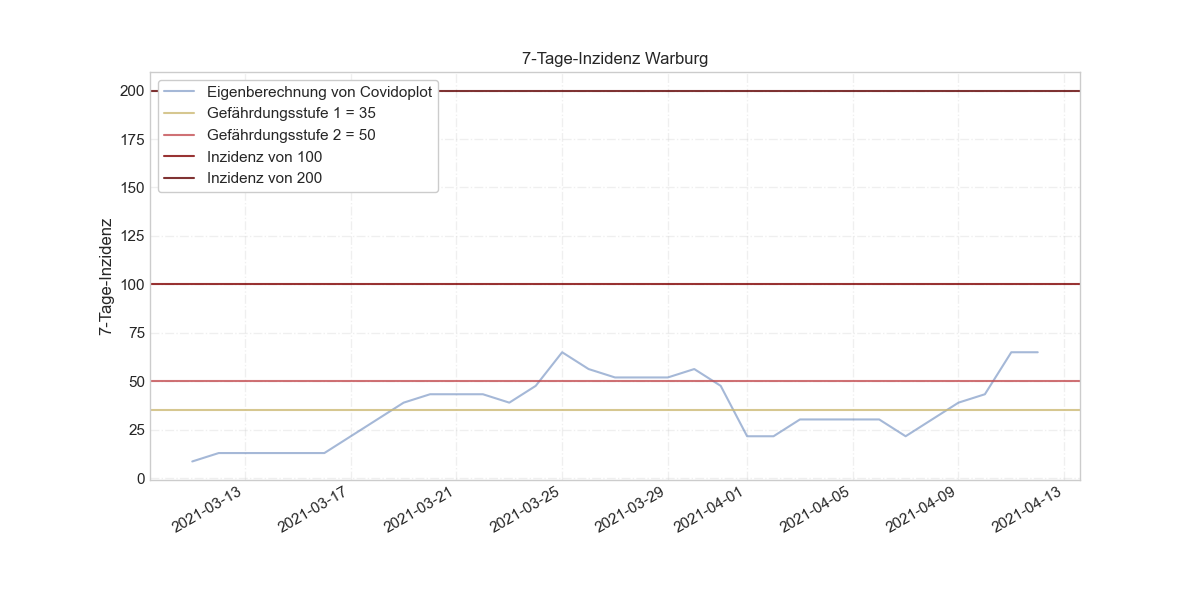 7-Tage-Inzidenz Warburg
Eigenberechnung von Covidoplot
Gefährdungsstufe 1 = 35
Gefährdungsstufe 2 = 50
Inzidenz von 100
Inzidenz von 200
7-Tage-Inzidenz
200
175
150
125
100
75
50
25
0
2021-03-13
2021-03-17
2021-03-21
2021-03-25
2021-03-29
2021-04-01
2021-04-05
2021-04-09
2021-04-13